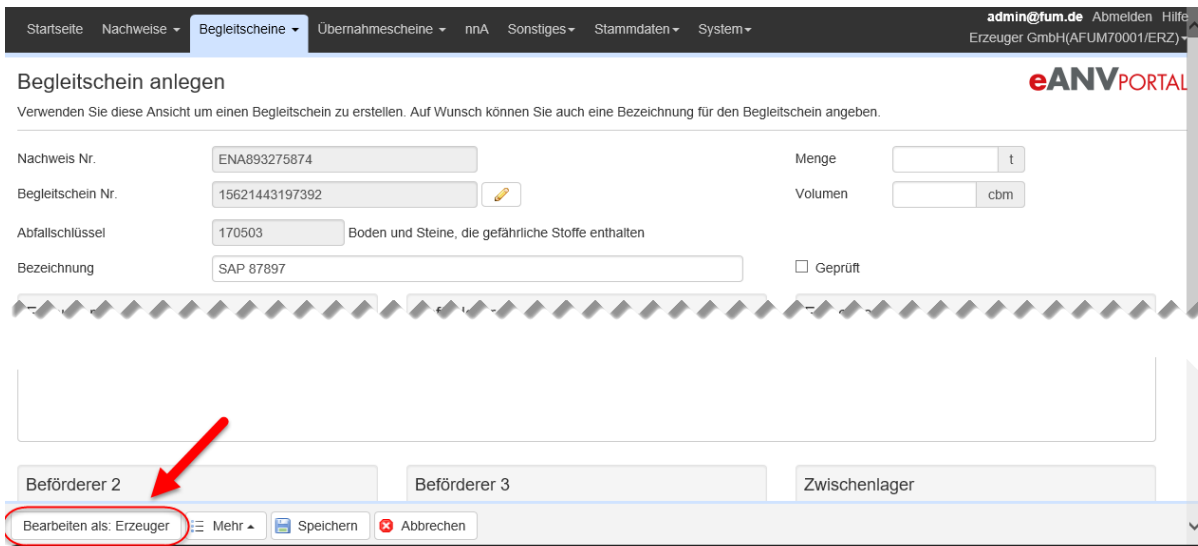 admin@fum.de Abmelden Hilfe
Startseite Nachweise Begleitscheine Übernahmescheine nnA Sonstiges Stammdaten System
Erzeuger GmbH(AFUM70001/ERZ)
Begleitschein anlegen
eANVPORTAL
Verwenden Sie diese Ansicht um einen Begleitschein zu erstellen. Auf Wunsch können Sie auch eine Bezeichnung für den Begleitschein angeben.
Nachweis Nr. ENA893275874 Menge t
Begleitschein Nr. 15621443197392 Volumen cbm
Abfallschlüssel 170503 Boden und Steine, die gefährliche Stoffe enthalten
Bezeichnung SAP 87897 Geprüft
Beförderer 2 Beförderer 3 Zwischenlager
Bearbeiten als: Erzeuger Mehr Speichern Abbrechen